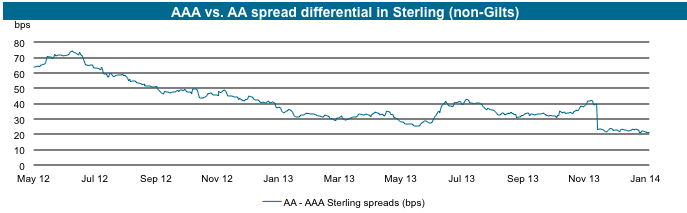 AAA vs. AA spread differential in Sterling (non-Gilts)
bps
80
70
60
50
40
30
20
10
0
May 12 Jul 12 Sep 12 Nov 12 Jan 13 Mar 13 May 13 Jul 13 Sep 13 Nov 13 Jan 14
AA - AAA Sterling spreads (bps)